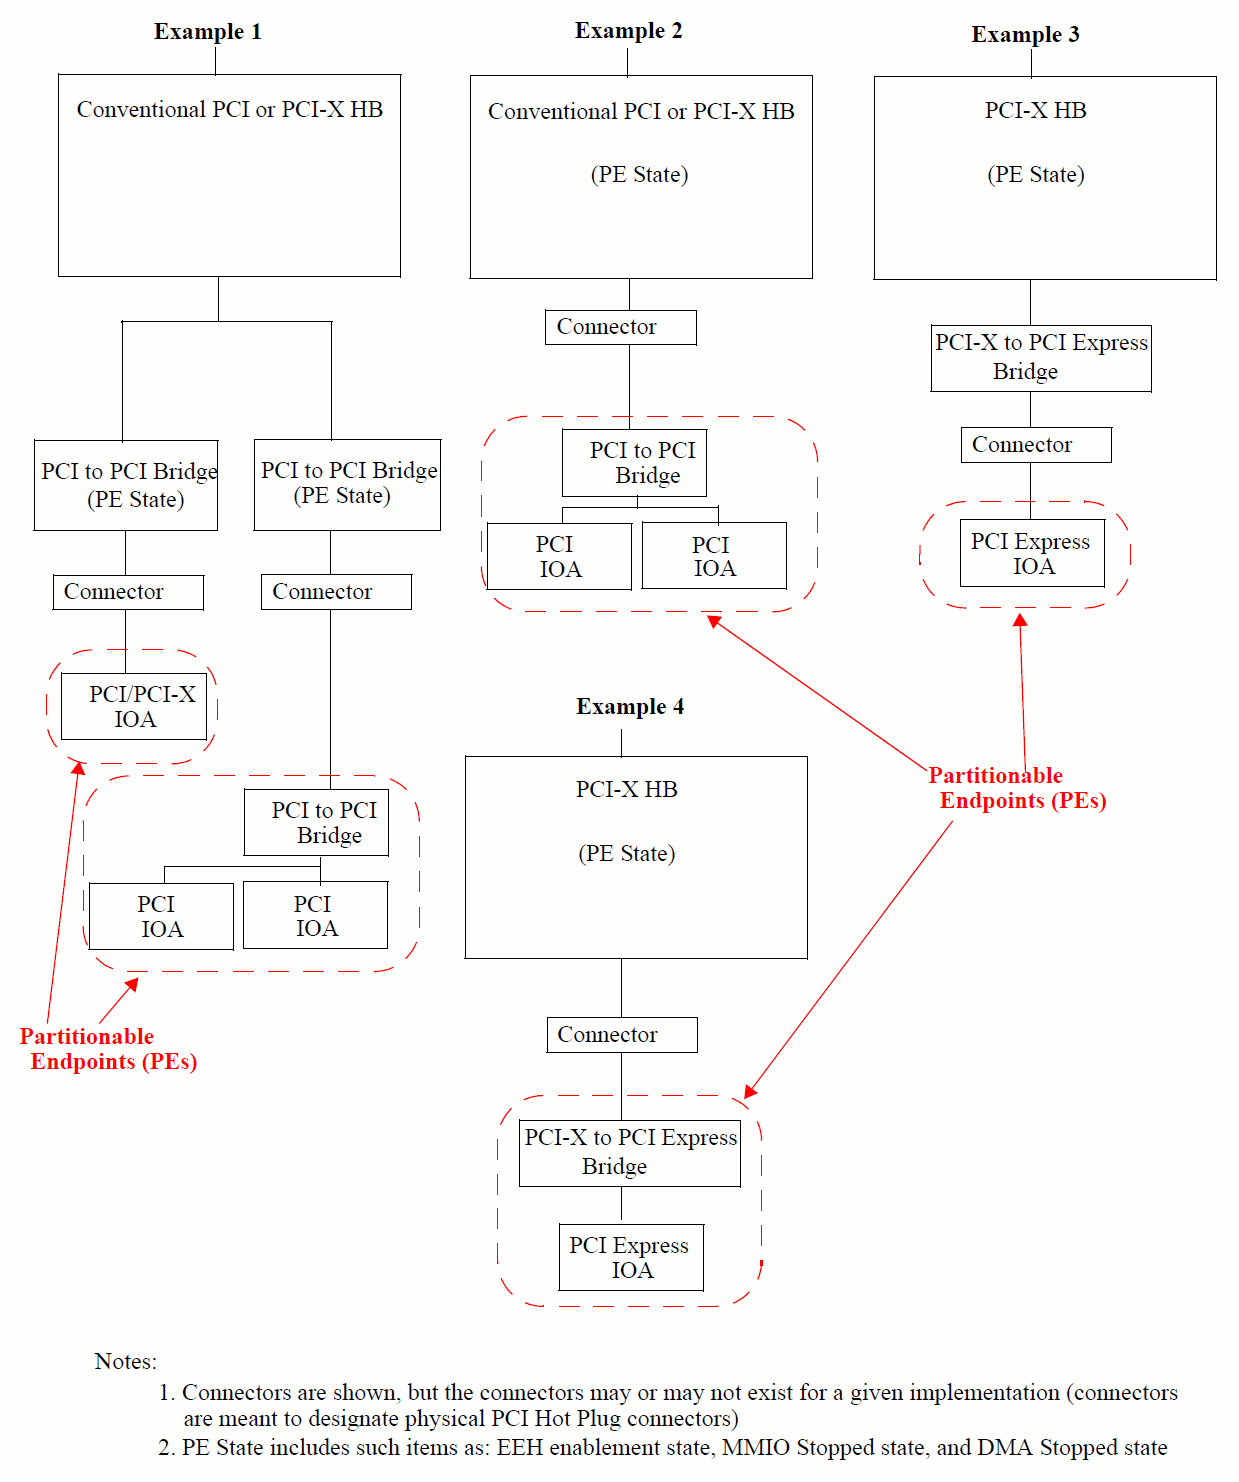 Example 1
Conventional PCI or PCI-X HB
PCI to PCI Bridge
(PE State)
PCI to PCI Bridge
(PE State)
Connector
Connector
PCI/PCI-X
IOA
PCI to PCI
Bridge
PCI
IOA
PCI
IOA
Partitionable
Endpoints (PEs)
Example 2
Conventional PCI or PCI-X HB
(PE State)
Connector
PCI to PCI
Bridge
PCI
IOA
PCI
IOA
Example 3
PCI-X HB
(PE State)
PCI-X to PCI Express
Bridge
Connector
PCI Express
IOA
Partitionable
Endpoints (PEs)
Example 4
PCI-X HB
(PE State)
Connector
PCI-X to PCI Express
Bridge
PCI Express
IOA
Notes:
1. Connectors are shown, but the connectors may or may not exist for a given implementation (connectors
are meant to designate physical PCI Hot Plug connectors)
2. PE State includes such items as: EEH enablement state, MMIO Stopped state, and DMA Stopped state